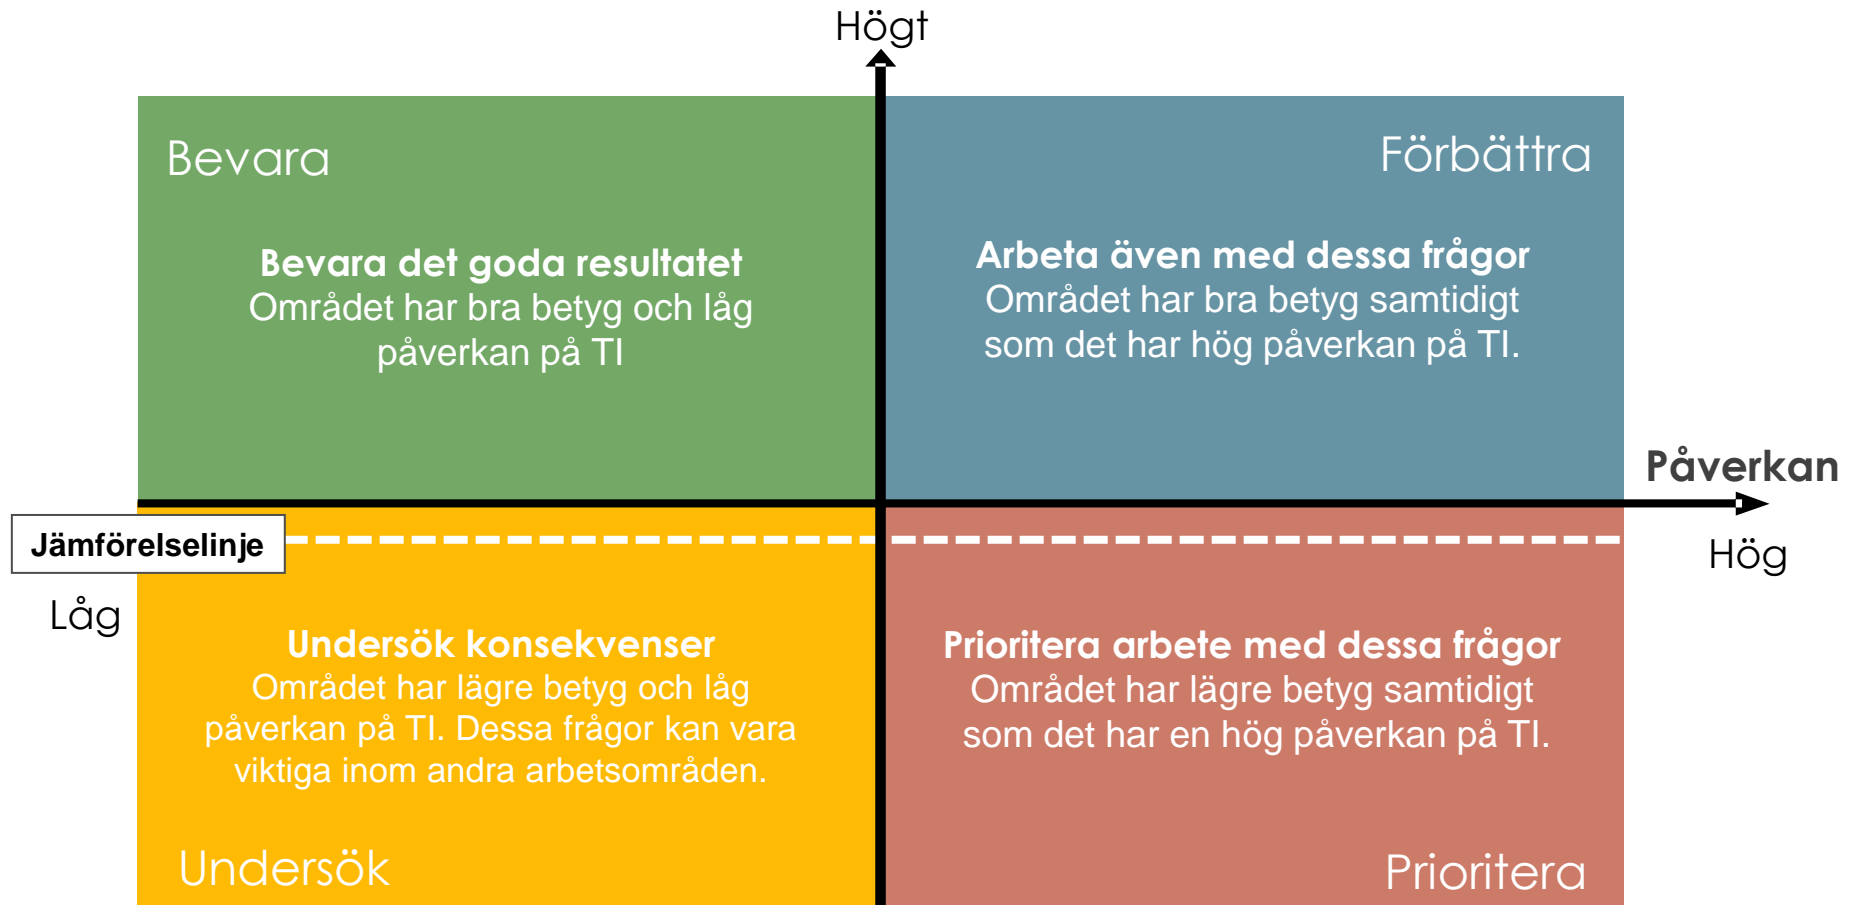 Högt
Bevara
Förbättra
Bevara det goda resultatet
Området har bra betyg och låg
påverkan på TI
Arbeta även med dessa frågor
Området har bra betyg samtidigt
som det har hög påverkan på TI.
Påverkan
Jämförelselinje
Hög
Låg
Undersök konsekvenser
Området har lägre betyg och låg
påverkan på TI. Dessa frågor kan vara
viktiga inom andra arbetsområden.
Prioritera arbete med dessa frågor
Området har lägre betyg samtidigt
som det har en hög påverkan på TI.
Undersök
Prioritera